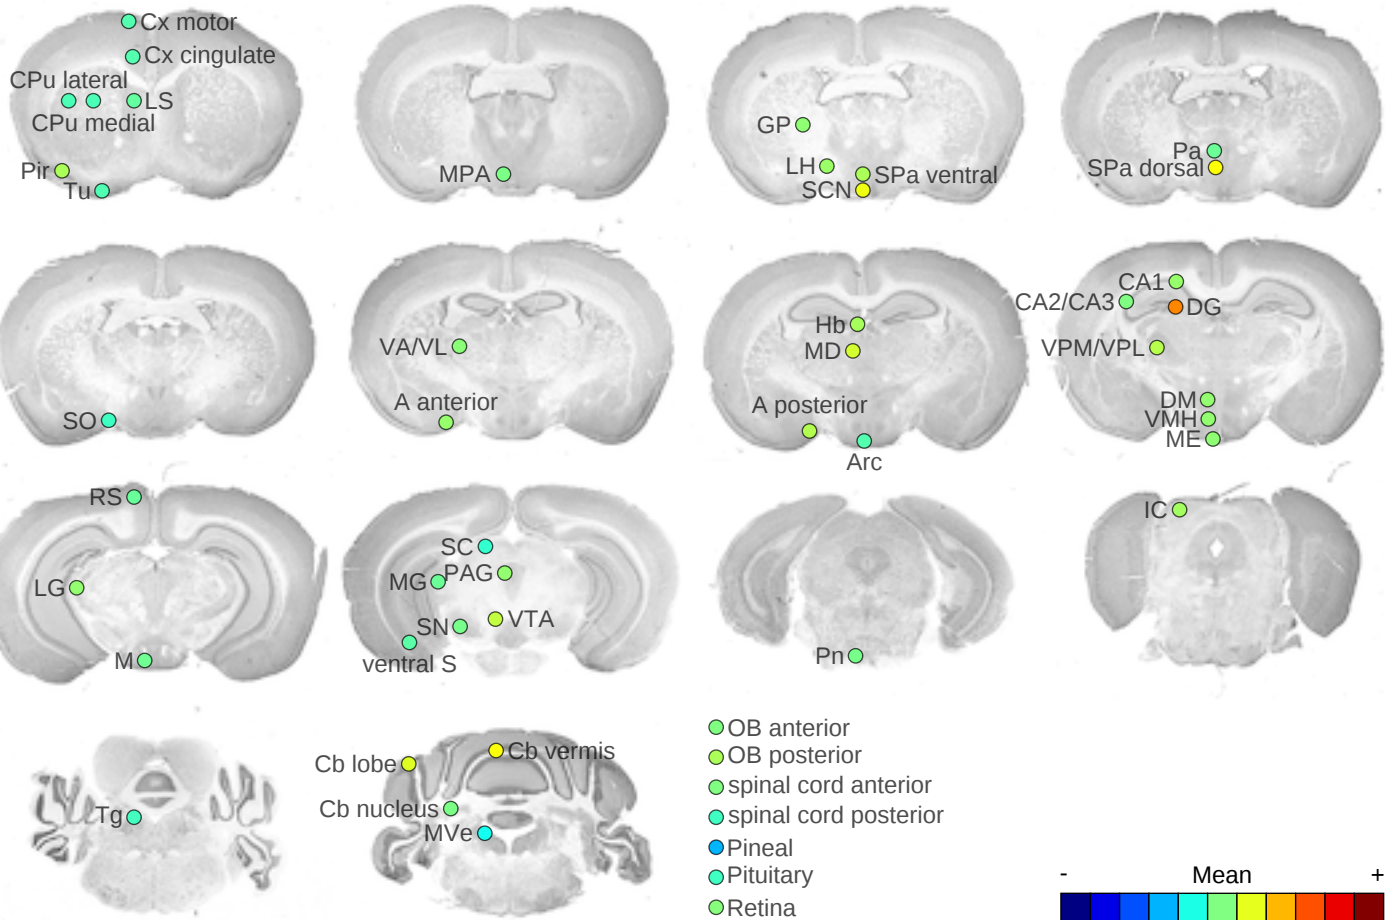 Cx motor
Cx cingulate
CPu lateral
LS
CPu medial
Pir
Tu
MPA
GP
LH
SPa ventral
SCN
Pa
SPa dorsal
SO
VA/VL
A anterior
Hb
MD
A posterior
Arc
CA1
CA2/CA3
DG
VPM/VPL
DM
VMH
ME
RS
LG
M
SC
PAG
MG
VTA
SN
ventral S
Pn
IC
Tg
Cb vermis
Cb lobe
Cb nucleus
MVe
OB anterior
OB posterior
spinal cord anterior
spinal cord posterior
Pineal
Pituitary
Retina
- Mean +